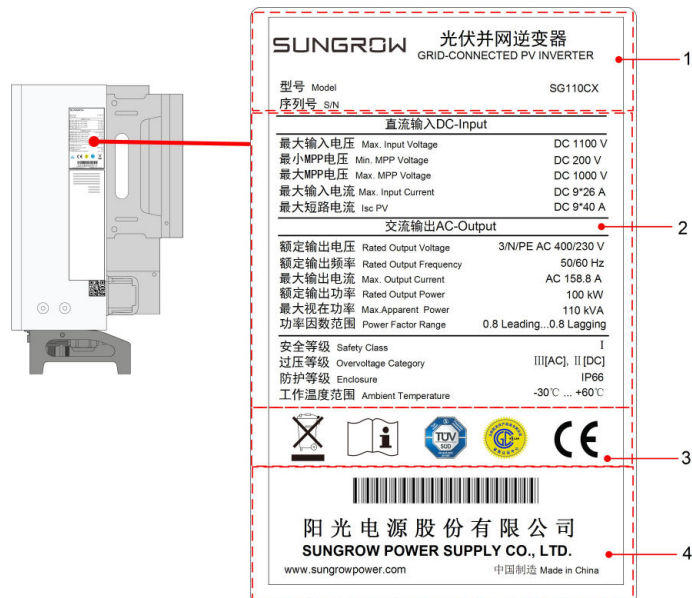 SUNGROW
光伏并网逆变器
GRID-CONNECTED PV INVERTER
型号 Model SG110CX
序列号 S/N
直流输入DC-Input
最大输入电压 Max. Input Voltage DC 1100 V
最小MPP电压 Min. MPP Voltage DC 200 V
最大MPP电压 Max. MPP Voltage DC 1000 V
最大输入电流 Max. Input Current DC 9*26 A
最大短路电流 Isc PV DC 9*40 A
交流输出AC-Output
额定输出电压 Rated Output Voltage 3/N/PE AC 400/230 V
额定输出频率 Rated Output Frequency 50/60 Hz
最大输出电流 Max. Output Current AC 158.8 A
额定输出功率 Rated Output Power 100 kW
最大视在功率 Max.Apparent Power 110 kVA
功率因数范围 Power Factor Range 0.8 Leading...0.8 Lagging
安全等级 Safety Class I
过压等级 Overvoltage Category III[AC], II[DC]
防护等级 Enclosure IP66
工作温度范围 Ambient Temperature -30℃ ... +60℃
TÜV
SÜD
CE
阳光电源股份有限公司
SUNGROW POWER SUPPLY CO., LTD.
www.sungrowpower.com 中国制造 Made in China
1
2
3
4